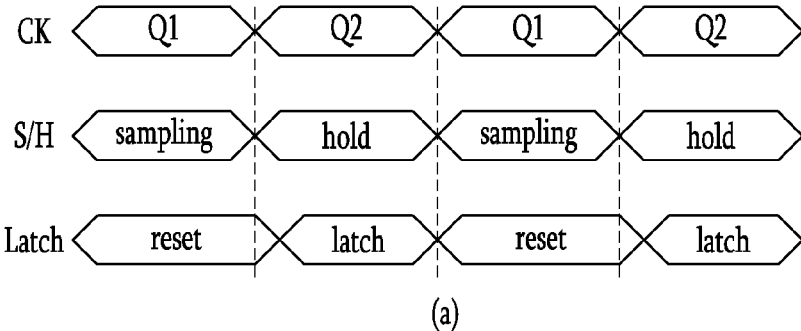 CK Q1 Q2 Q1 Q2
S/H sampling hold sampling hold
Latch reset latch reset latch
(a)